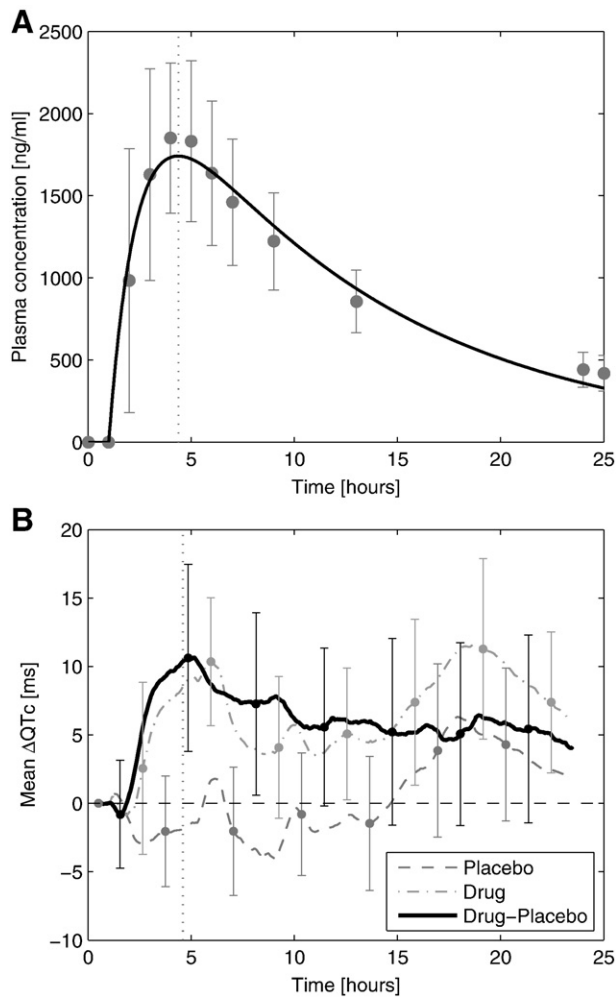 A
2500
2000
1500
1000
500
0
Plasma concentration [ng/ml]
0 5 10 15 20 25
Time [hours]
B
20
15
10
5
0
−5
−10
Mean ΔQTc [ms]
Placebo
Drug
Drug−Placebo
0 5 10 15 20 25
Time [hours]